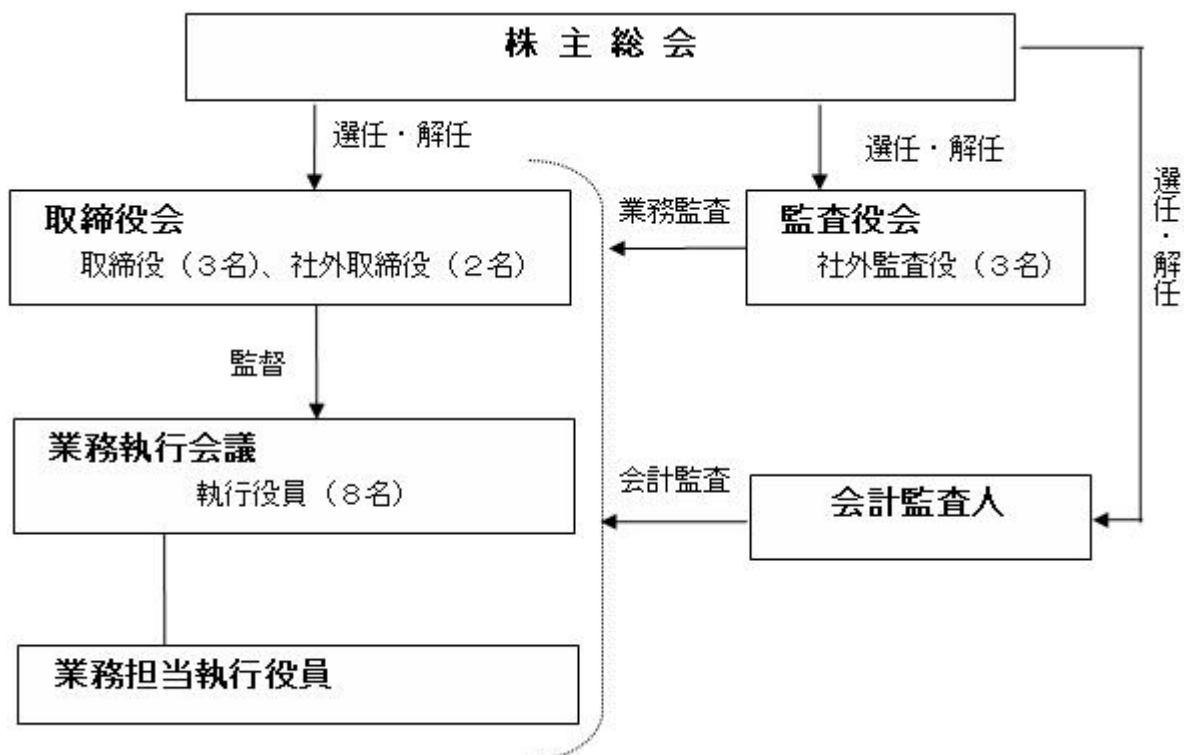 株 主 総 会
選任・解任
選任・解任
選任・解任
取締役会
取締役（３名）、社外取締役（２名）
業務監査
監査役会
社外監査役（３名）
監督
業務執行会議
執行役員（８名）
会計監査
会計監査人
業務担当執行役員